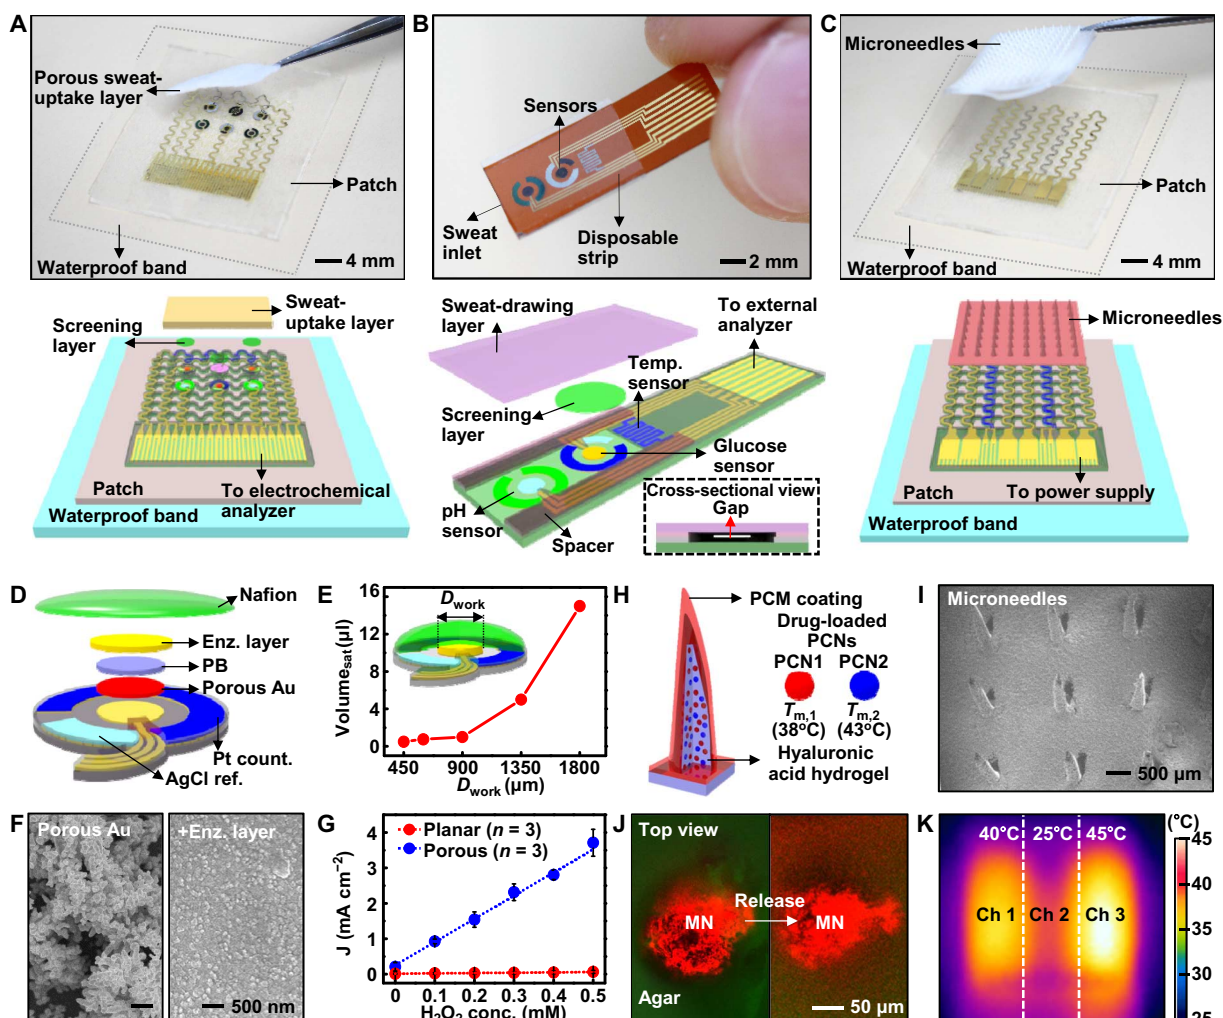 A
Porous sweat-
uptake layer
Patch
Waterproof band
4 mm
Sweat-
uptake layer
Screening
layer
Patch
To electrochemical
analyzer
Waterproof band
B
Sensors
Sweat
inlet
Disposable
strip
2 mm
Sweat-drawing
layer
To external
analyzer
Temp.
sensor
Screening
layer
Glucose
sensor
pH
sensor
Spacer
Cross-sectional view
Gap
C
Microneedles
Patch
Waterproof band
4 mm
Microneedles
Patch
To power supply
Waterproof band
D
Nafion
Enz. layer
PB
Porous Au
Pt count.
AgCl ref.
E
Volume_sat (µl)
16
12
8
4
0
D_work
450 900 1350 1800
D_work (µm)
F
Porous Au
+Enz. layer
500 nm
G
Planar (n = 3)
Porous (n = 3)
J (mA cm⁻²)
4
3
2
1
0
0 0.1 0.2 0.3 0.4 0.5
H₂O₂ conc. (mM)
H
PCM coating
Drug-loaded
PCNs
PCN1 PCN2
T_m,1 T_m,2
(38°C) (43°C)
Hyaluronic
acid hydrogel
I
Microneedles
500 µm
J
Top view
MN
Release
MN
Agar
50 µm
K
40°C 25°C 45°C
Ch 1 Ch 2 Ch 3
(°C)
45
40
35
30
25